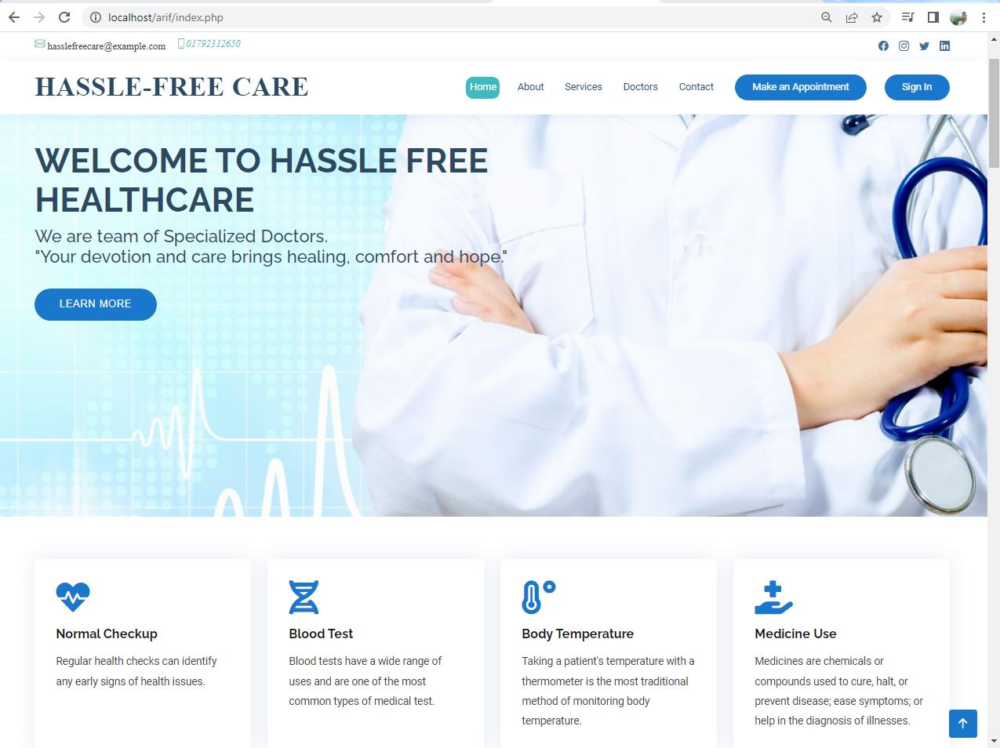 localhost/arif/index.php
hasslefreecare@example.com 01792312650
HASSLE-FREE CARE
Home About Services Doctors Contact Make an Appointment Sign In
WELCOME TO HASSLE FREE
HEALTHCARE
We are team of Specialized Doctors.
"Your devotion and care brings healing, comfort and hope."
LEARN MORE
Normal Checkup
Regular health checks can identify
any early signs of health issues.
Blood Test
Blood tests have a wide range of
uses and are one of the most
common types of medical test.
Body Temperature
Taking a patient's temperature with a
thermometer is the most traditional
method of monitoring body
temperature.
Medicine Use
Medicines are chemicals or
compounds used to cure, halt, or
prevent disease; ease symptoms; or
help in the diagnosis of illnesses.